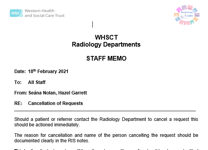 Western Health
and Social Care Trust
WHSCT
Radiology Departments
STAFF MEMO
Date: 18th February 2021
To: All Staff
From: Seána Nolan, Hazel Garrett
RE: Cancellation of Requests
Should a patient or referrer contact the Radiology Department to cancel a request this
should be actioned immediately.
The reason for cancellation and name of the person cancelling the request should be
documented clearly in the RIS notes.